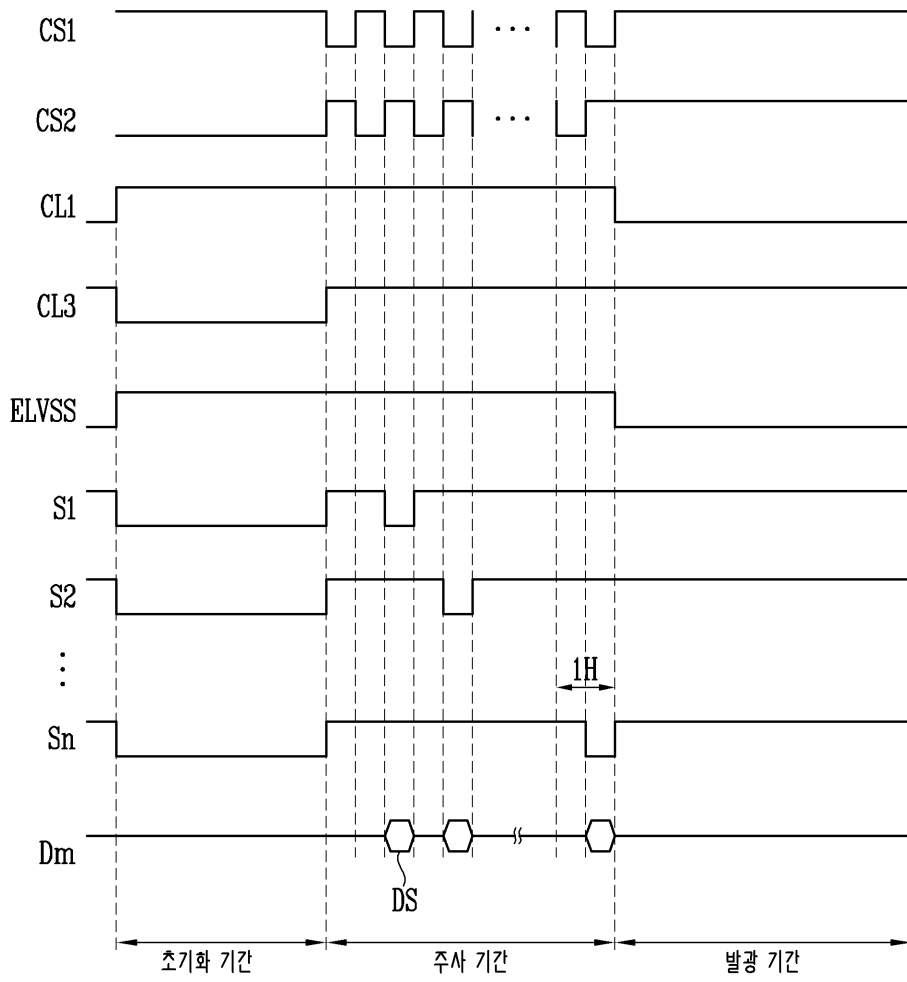 CS1
...
CS2
...
CL1
CL3
ELVSS
S1
S2
⋮
1H
Sn
Dm
DS
초기화 기간
주사 기간
발광 기간